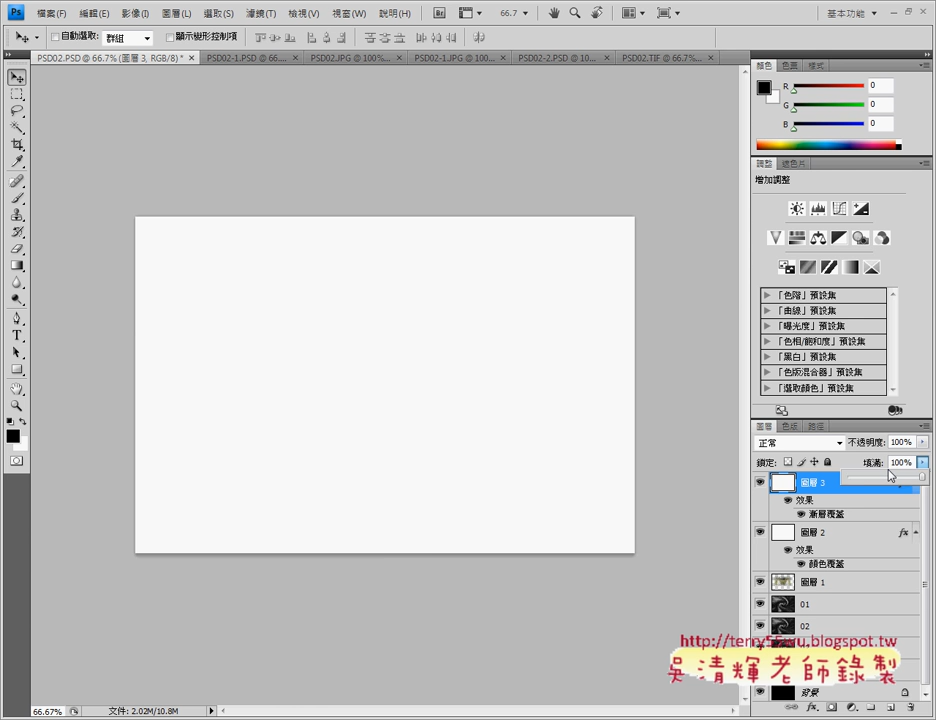 Ps 檔案(F) 編輯(E) 影像(I) 圖層(L) 選取(S) 濾鏡(T) 檢視(V) 視窗(W) 說明(H) Br 66.7 基本功能
自動選取: 群組 顯示變形控制項
PSD02.PSD @ 66.7% (圖層 3, RGB/8) * PSD02-1.PSD @ 66.... PSD02.JPG @ 100%... PSD02-1.JPG @ 100.... PSD02-2.PSD @ 10... PSD02.TIF @ 66.7%...
顏色 色票 樣式
R 0
G 0
B 0
調整 遮色片
增加調整
「色階」預設集
「曲線」預設集
「曝光度」預設集
「色相/飽和度」預設集
「黑白」預設集
「色版混合器」預設集
「選取顏色」預設集
圖層 色版 路徑
正常 不透明度: 100%
鎖定: 填滿: 100%
圖層 3
效果
漸層覆蓋
圖層 2 fx
效果
顏色覆蓋
圖層 1
01
02
http://terry55wu.blogspot.tw
吳清輝老師錄製
背景
66.67% 文件: 2.02M/10.8M